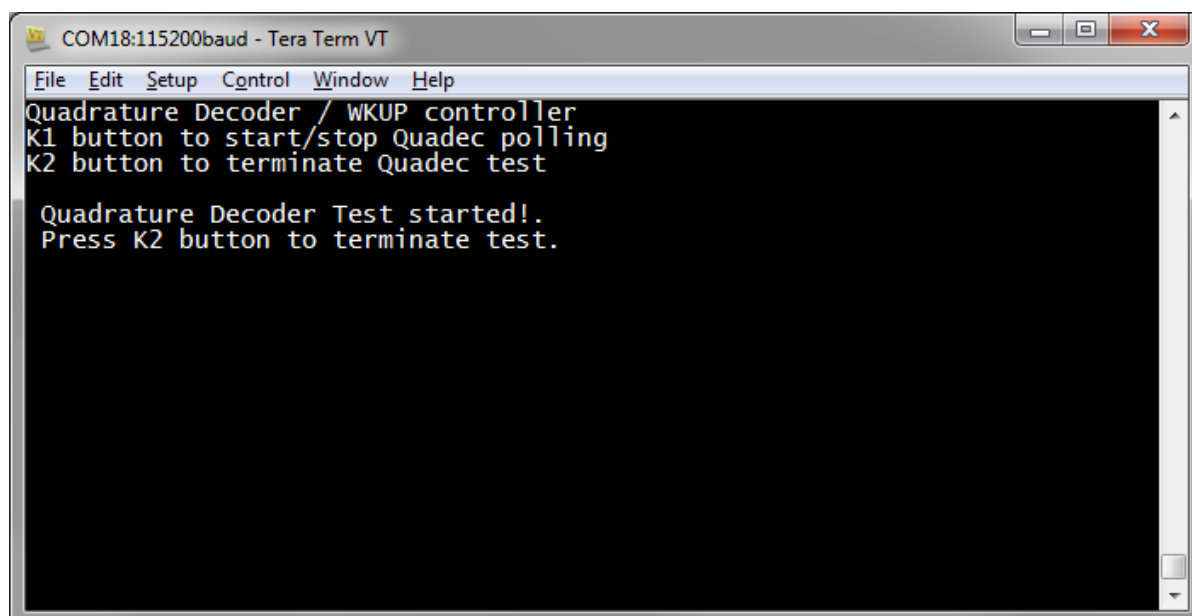 COM18:115200baud - Tera Term VT
File Edit Setup Control Window Help
Quadrature Decoder / WKUP controller
K1 button to start/stop Quadec polling
K2 button to terminate Quadec test
Quadrature Decoder Test started!.
Press K2 button to terminate test.